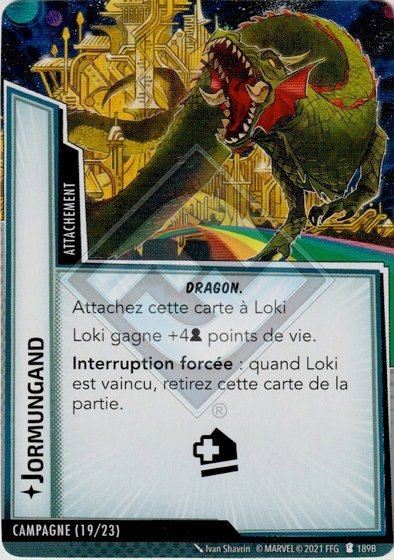 ATTACHEMENT
JORMUNGAND
DRAGON.
Attachez cette carte à Loki
Loki gagne +4 points de vie.
Interruption forcée : quand Loki
est vaincu, retirez cette carte de la
partie.
®
CAMPAGNE (19/23)
Ivan Shavrin © MARVEL © 2021 FFG 189B